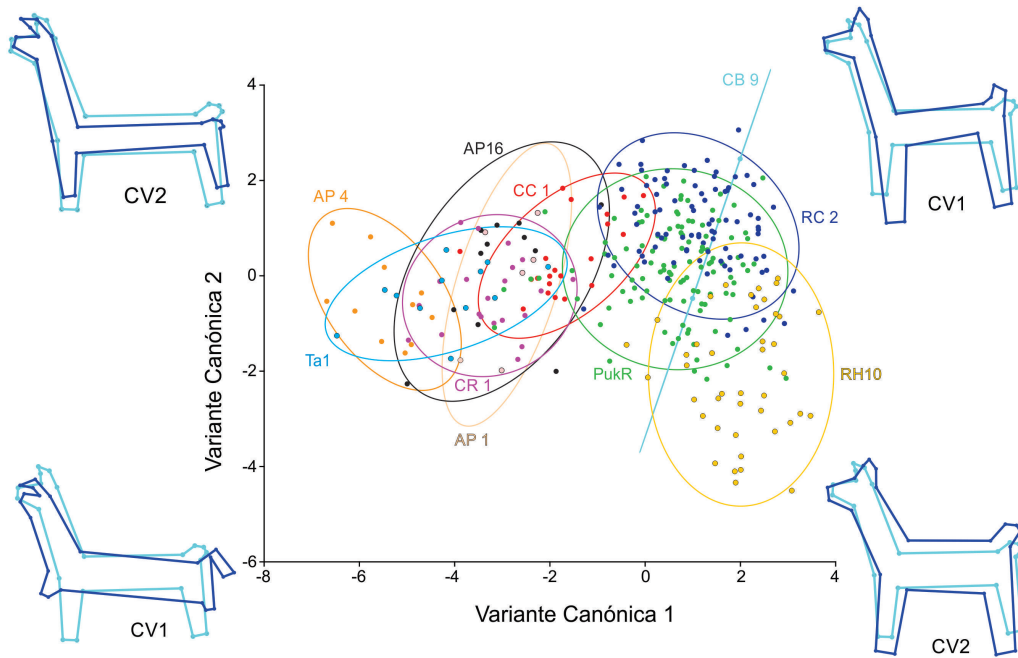 CV2
CV1
CB 9
4
AP16
AP 4
CC 1
2
RC 2
0
Ta1
PukR
RH10
CR 1
-2
AP 1
-4
-6
-8
-6
-4
-2
0
2
4
Variante Canónica 2
Variante Canónica 1
CV1
CV2